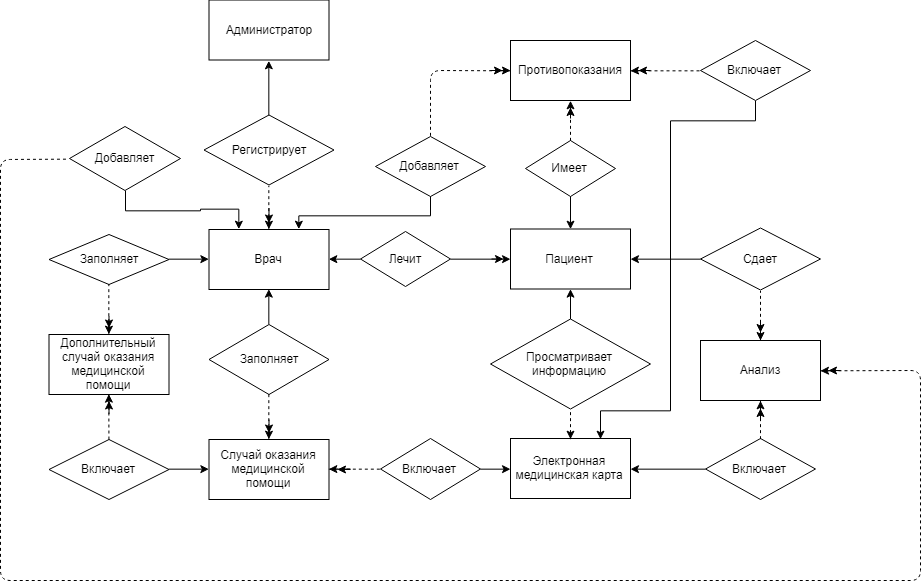 Администратор
Противопоказания
Включает
Добавляет
Регистрирует
Добавляет
Имеет
Заполняет
Врач
Лечит
Пациент
Сдает
Дополнительный
случай оказания
медицинской
помощи
Заполняет
Просматривает
информацию
Анализ
Включает
Случай оказания
медицинской
помощи
Включает
Электронная
медицинская карта
Включает